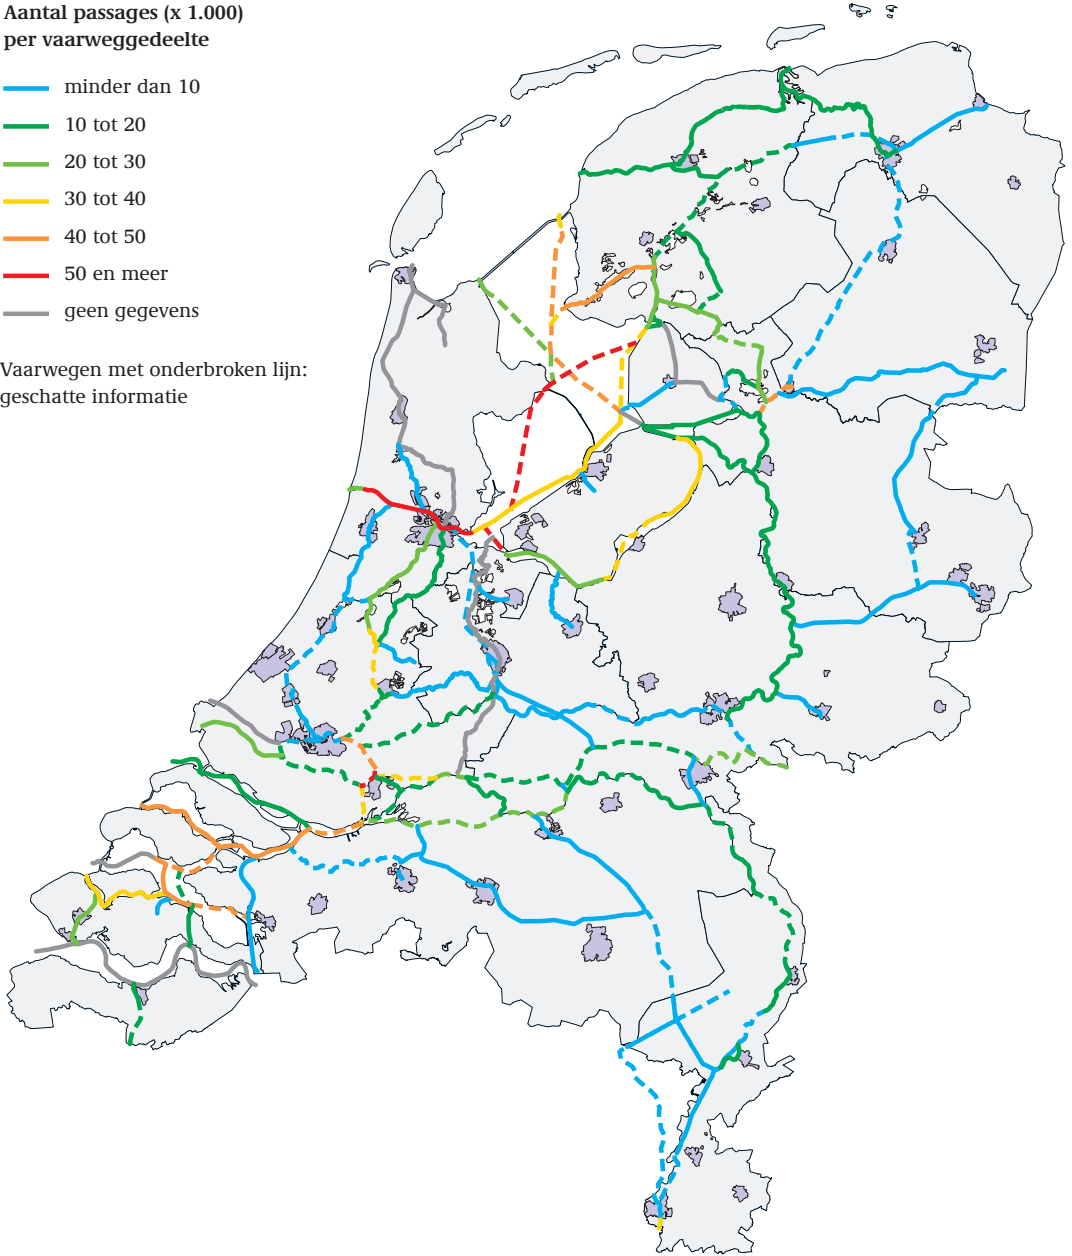 Aantal passages (x 1.000)
per vaarweggedeelte
minder dan 10
10 tot 20
20 tot 30
30 tot 40
40 tot 50
50 en meer
geen gegevens
Vaarwegen met onderbroken lijn:
geschatte informatie